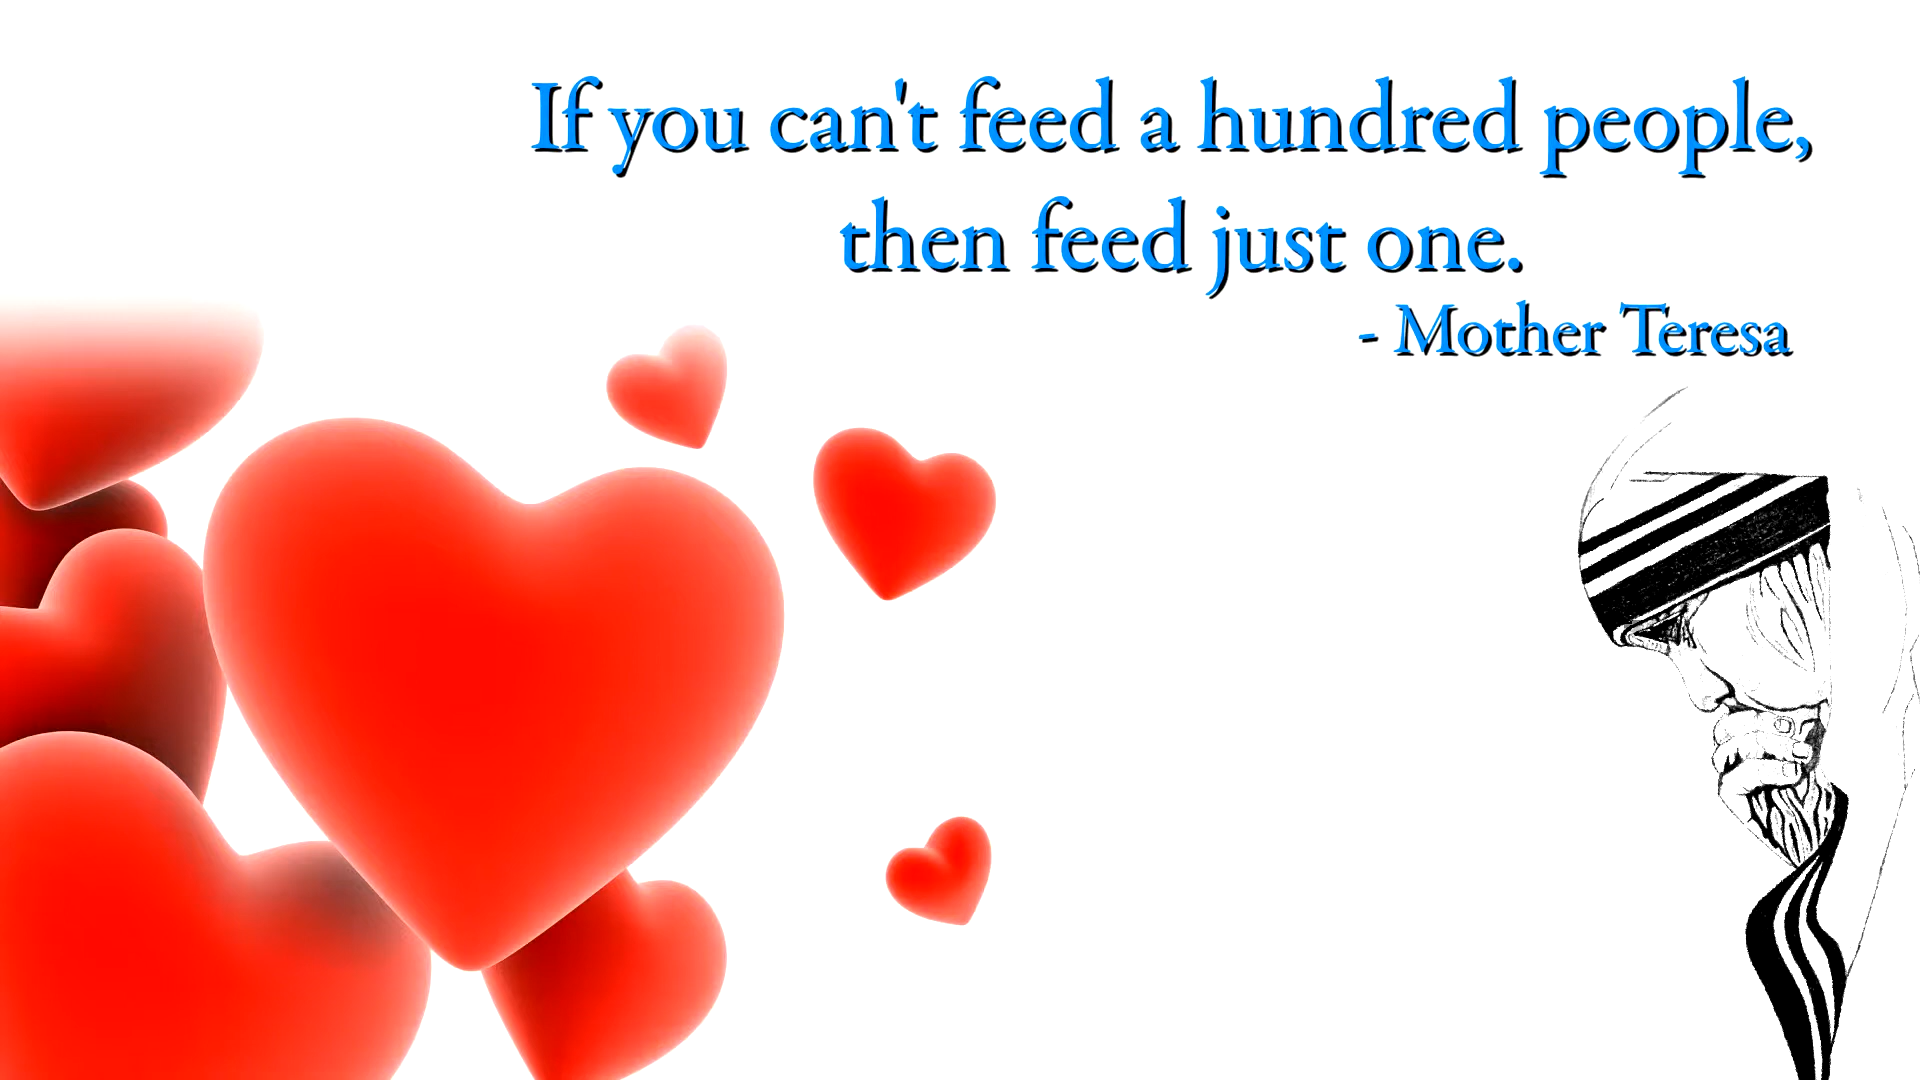 If you can't feed a hundred people,
then feed just one.
- Mother Teresa